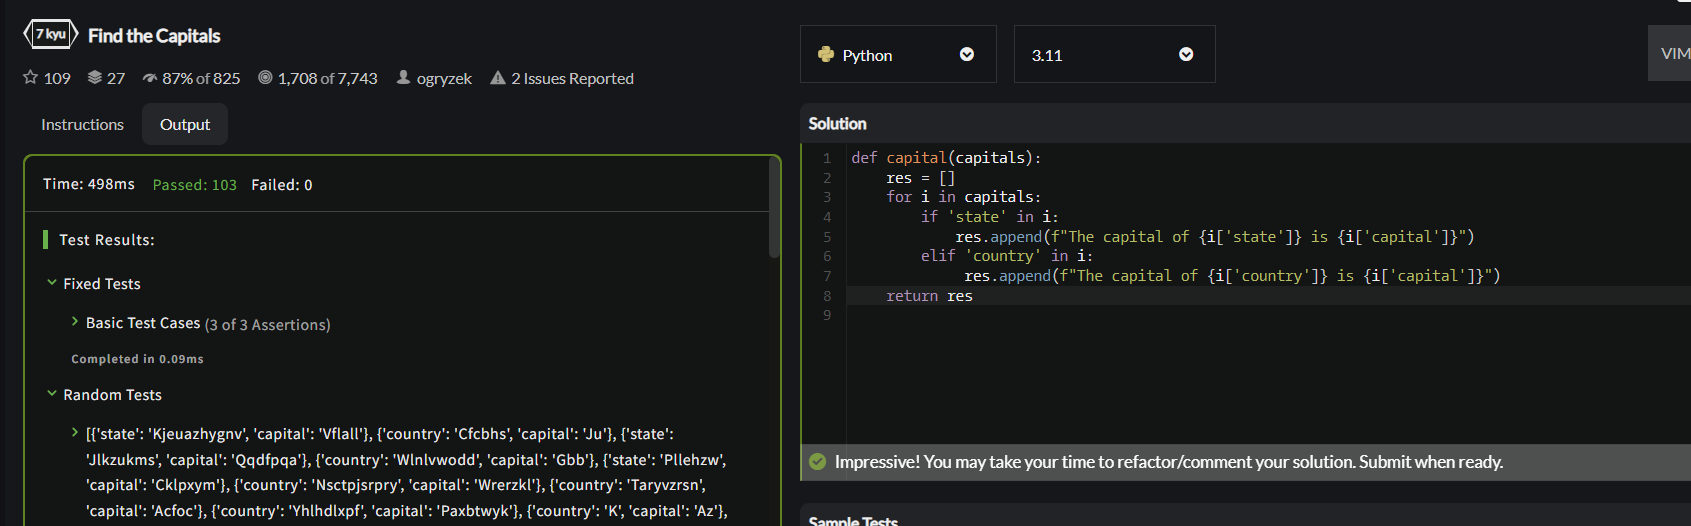 7 kyu Find the Capitals
109 27 87% of 825 1,708 of 7,743 ogryzek 2 Issues Reported
Instructions Output
Time: 498ms Passed: 103 Failed: 0
Test Results:
Fixed Tests
Basic Test Cases (3 of 3 Assertions)
Completed in 0.09ms
Random Tests
[{'state': 'Kjeuazhygnv', 'capital': 'Vflall'}, {'country': 'Cfcbhs', 'capital': 'Ju'}, {'state':
'Jlkzukms', 'capital': 'Qqdfpqa'}, {'country': 'Wlnlvwodd', 'capital': 'Gbb'}, {'state': 'Pllehzw',
'capital': 'Cklpxym'}, {'country': 'Nsctpjsrpry', 'capital': 'Wrerzkl'}, {'country': 'Taryvzrsn',
'capital': 'Acfoc'}, {'country': 'Yhlhdlxpf', 'capital': 'Paxbtwyk'}, {'country': 'K', 'capital': 'Az'},
Python 3.11 VIM
Solution
1 def capital(capitals):
2     res = []
3     for i in capitals:
4         if 'state' in i:
5             res.append(f"The capital of {i['state']} is {i['capital']}")
6         elif 'country' in i:
7              res.append(f"The capital of {i['country']} is {i['capital']}")
8     return res
9
Impressive! You may take your time to refactor/comment your solution. Submit when ready.
Sample Tests